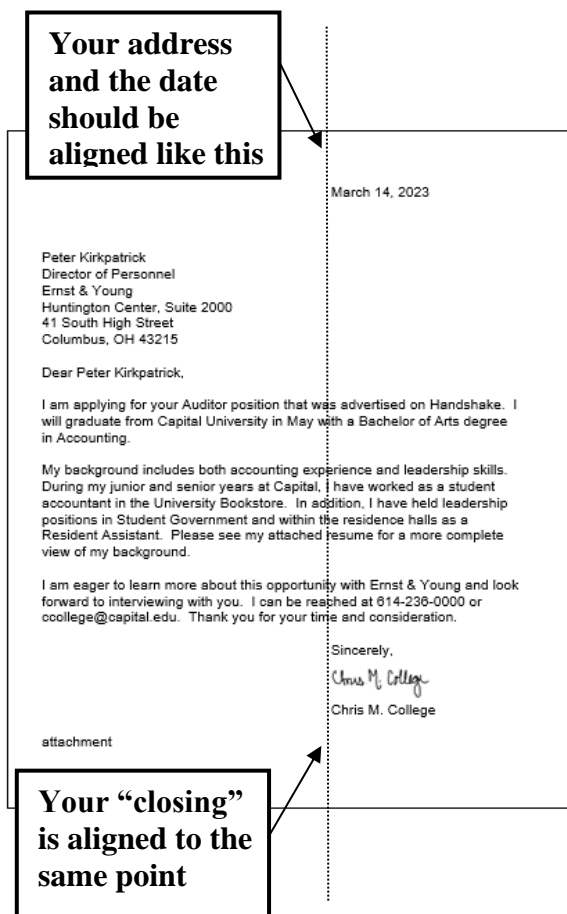 Your address
and the date
should be
aligned like this
March 14, 2023
Peter Kirkpatrick
Director of Personnel
Ernst & Young
Huntington Center, Suite 2000
41 South High Street
Columbus, OH 43215
Dear Peter Kirkpatrick,
I am applying for your Auditor position that was advertised on Handshake.  I
will graduate from Capital University in May with a Bachelor of Arts degree
in Accounting.
My background includes both accounting experience and leadership skills.
During my junior and senior years at Capital, I have worked as a student
accountant in the University Bookstore.  In addition, I have held leadership
positions in Student Government and within the residence halls as a
Resident Assistant.  Please see my attached resume for a more complete
view of my background.
I am eager to learn more about this opportunity with Ernst & Young and look
forward to interviewing with you.  I can be reached at 614-236-0000 or
ccollege@capital.edu.  Thank you for your time and consideration.
Sincerely,
Chris M. College
Chris M. College
attachment
Your “closing”
is aligned to the
same point